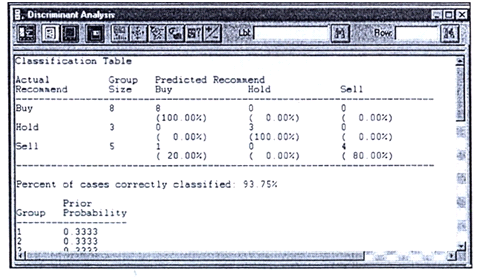 Discriminant Analysis
Lbl: Row:
Classification Table
Actual Group Predicted Recommend
Recommend Size Buy Hold Sell
Buy 8 8 0 0
(100.00%) ( 0.00%) ( 0.00%)
Hold 3 0 3 0
( 0.00%) (100.00%) ( 0.00%)
Sell 5 1 0 4
( 20.00%) ( 0.00%) ( 80.00%)
Percent of cases correctly classified: 93.75%
Prior
Group Probability
1 0.3333
2 0.3333
3 0.3333